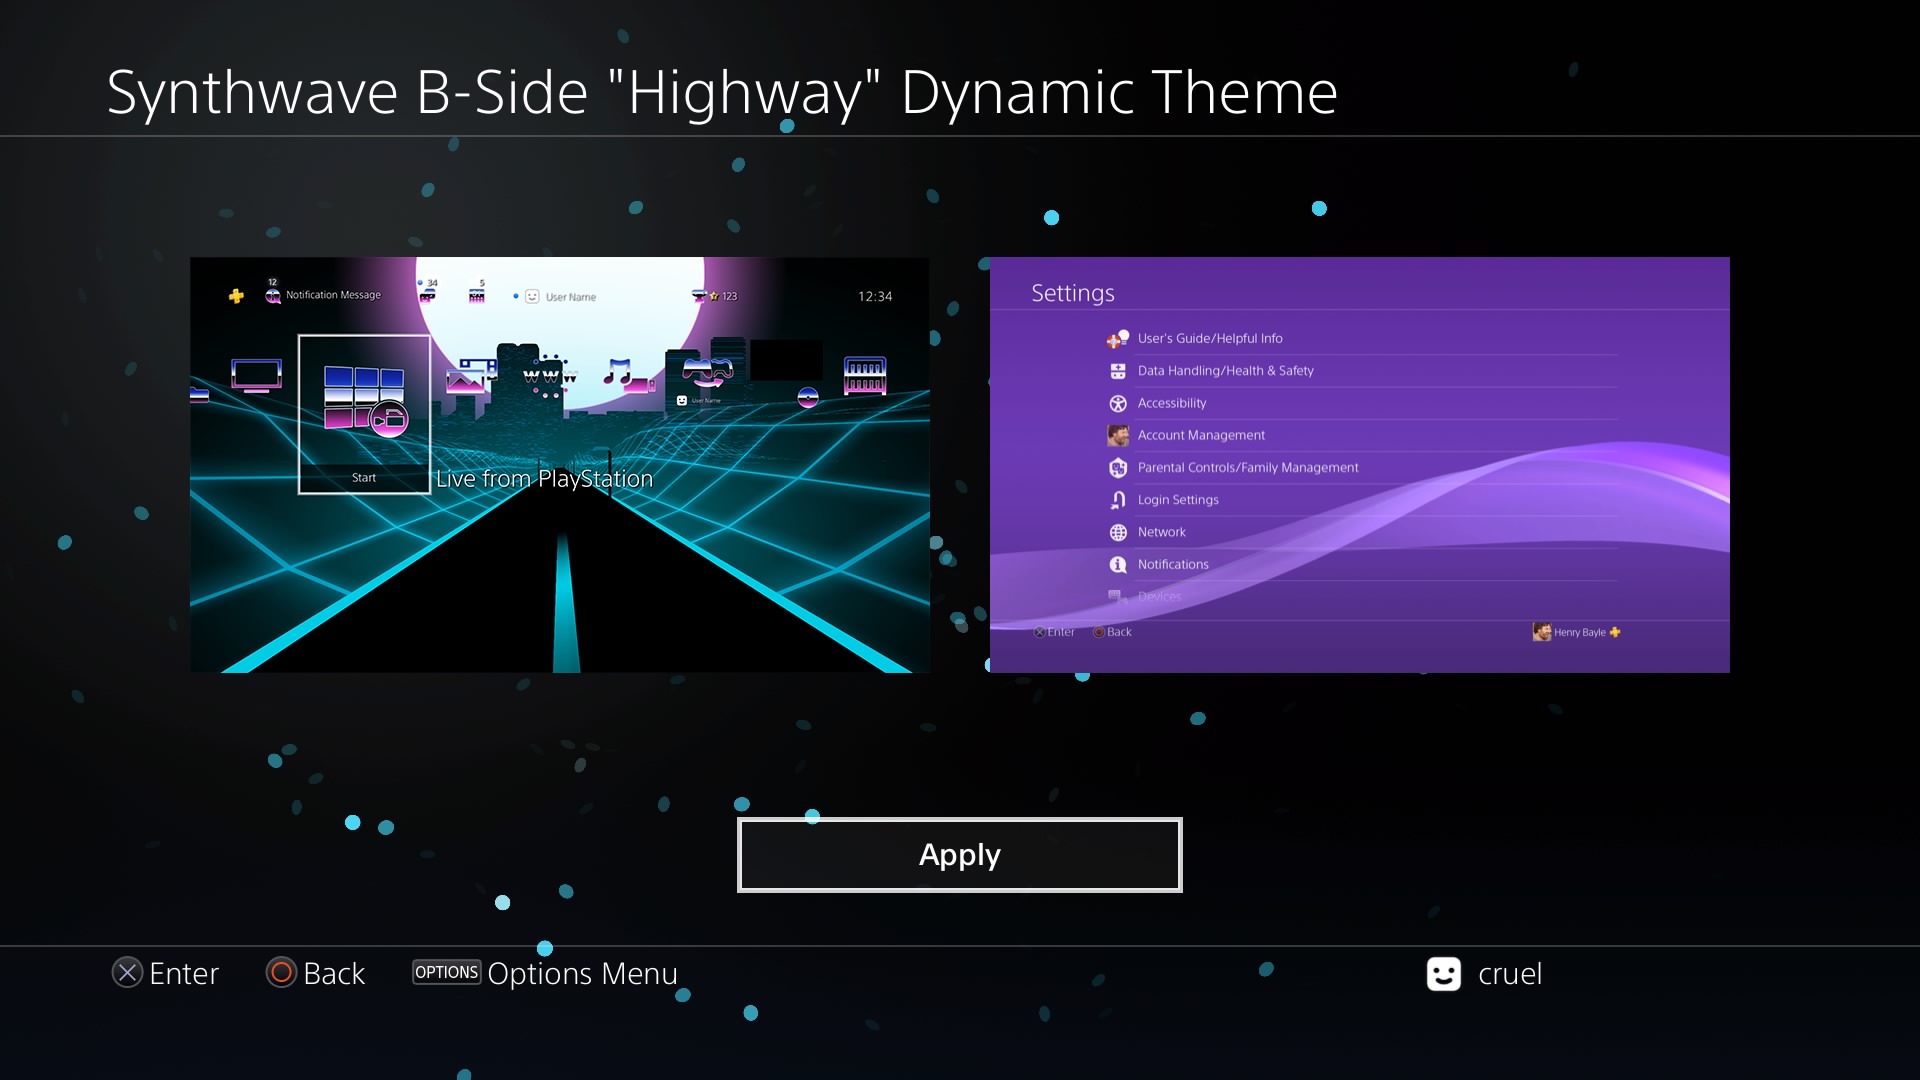 Synthwave B-Side "Highway" Dynamic Theme
12
Notification Message
34
5
User Name
123
12:34
WWW
User Name
Start
Live from PlayStation
Settings
User's Guide/Helpful Info
Data Handling/Health & Safety
Accessibility
Account Management
Parental Controls/Family Management
Login Settings
Network
Notifications
Devices
Enter
Back
Henry Bayle
Apply
Enter
Back
OPTIONS Options Menu
cruel